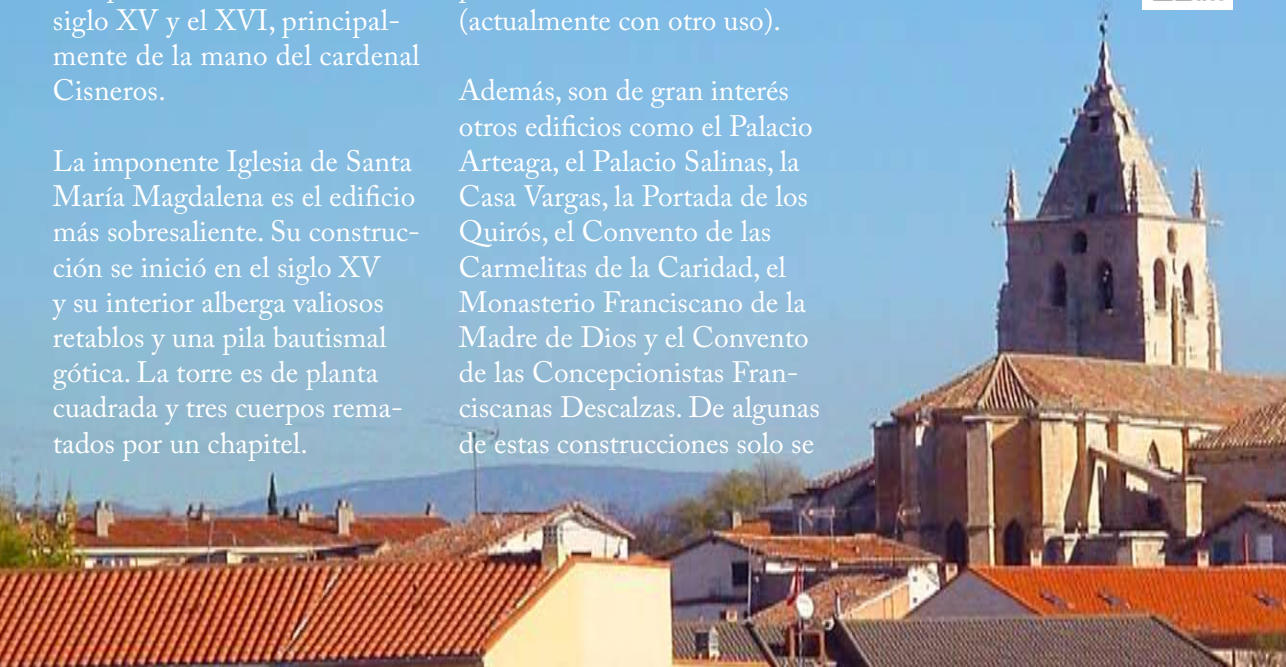 siglo XV y el XVI, principal-
mente de la mano del cardenal
Cisneros.
La imponente Iglesia de Santa
María Magdalena es el edificio
más sobresaliente. Su construc-
ción se inició en el siglo XV
y su interior alberga valiosos
retablos y una pila bautismal
gótica. La torre es de planta
cuadrada y tres cuerpos rema-
tados por un chapitel.
(actualmente con otro uso).
Además, son de gran interés
otros edificios como el Palacio
Arteaga, el Palacio Salinas, la
Casa Vargas, la Portada de los
Quirós, el Convento de las
Carmelitas de la Caridad, el
Monasterio Franciscano de la
Madre de Dios y el Convento
de las Concepcionistas Fran-
ciscanas Descalzas. De algunas
de estas construcciones solo se